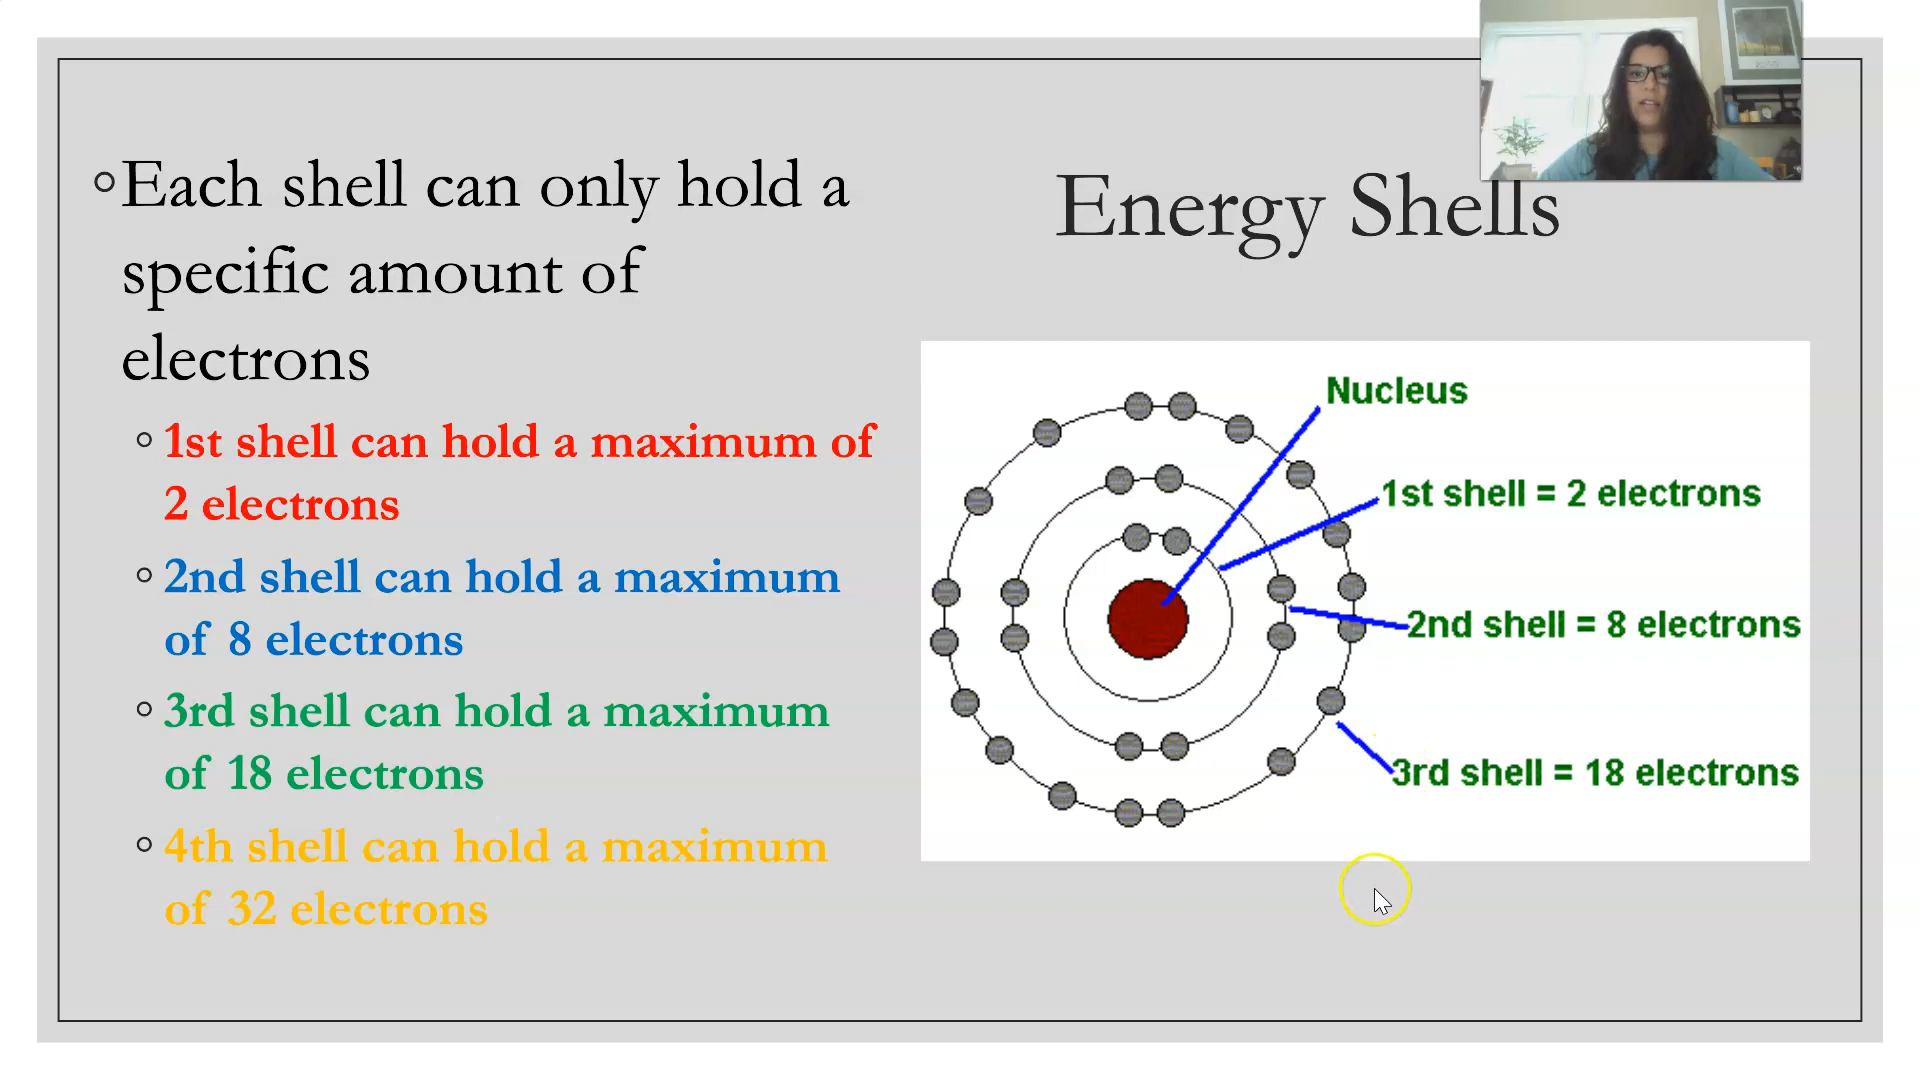 Each shell can only hold a
specific amount of
electrons
1st shell can hold a maximum of
2 electrons
2nd shell can hold a maximum
of 8 electrons
3rd shell can hold a maximum
of 18 electrons
4th shell can hold a maximum
of 32 electrons
Energy Shells
Nucleus
1st shell = 2 electrons
2nd shell = 8 electrons
3rd shell = 18 electrons